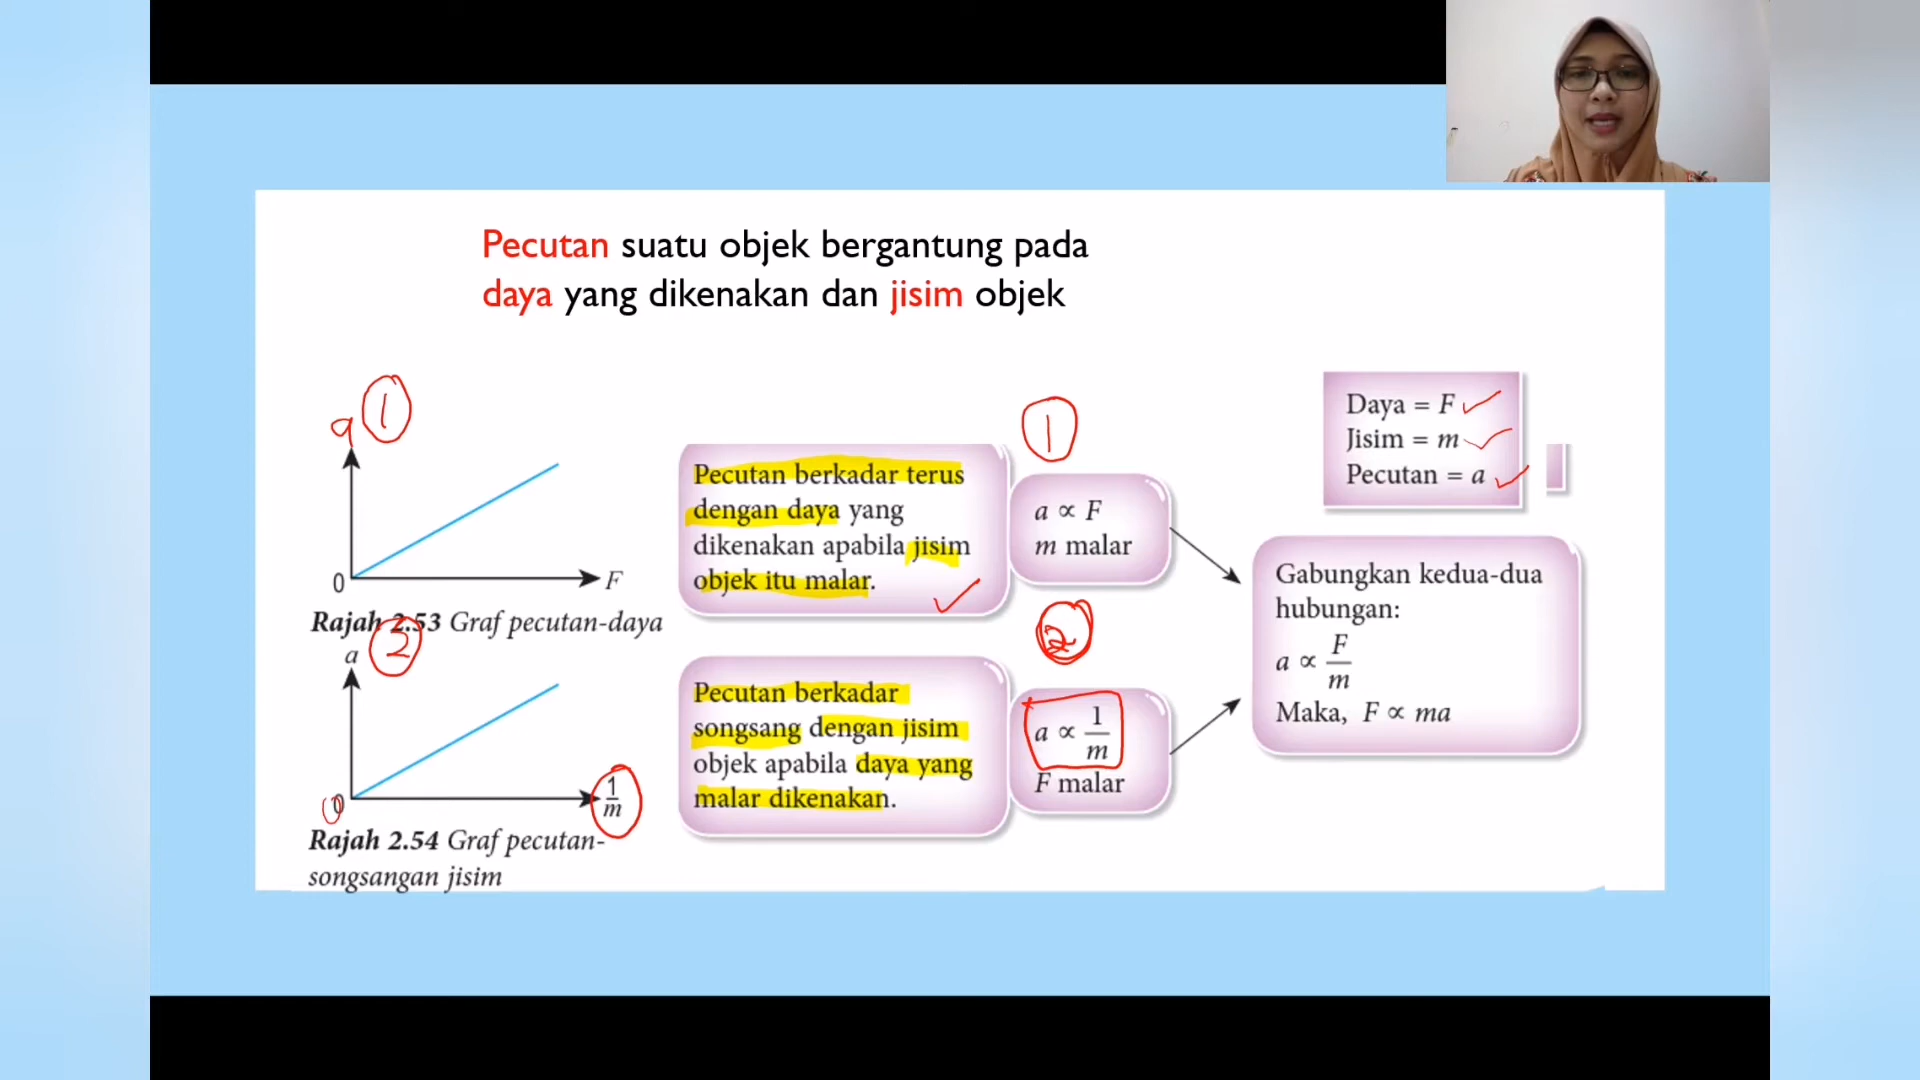 Pecutan suatu objek bergantung pada
daya yang dikenakan dan jisim objek
1
a
0
F
Rajah 2.53 Graf pecutan-daya
2
a
0
1/m
Rajah 2.54 Graf pecutan-
songsangan jisim
Pecutan berkadar terus
dengan daya yang
dikenakan apabila jisim
objek itu malar.
1
a ∝ F
m malar
Pecutan berkadar
songsang dengan jisim
objek apabila daya yang
malar dikenakan.
2
a ∝ 1/m
F malar
Daya = F
Jisim = m
Pecutan = a
Gabungkan kedua-dua
hubungan:
a ∝ F/m
Maka, F ∝ ma